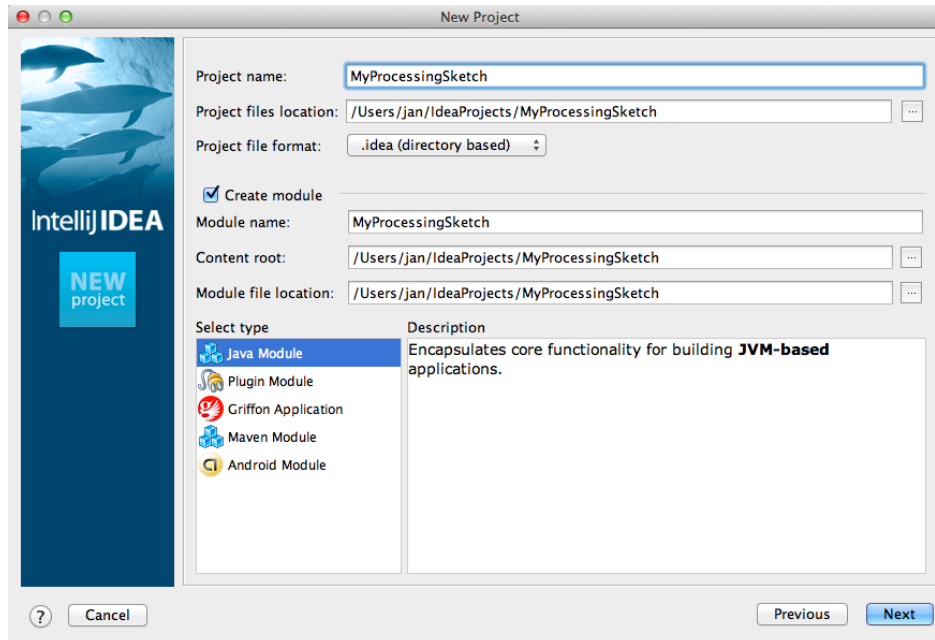 New Project
IntelliJ IDEA
NEW
project
Project name: MyProcessingSketch
Project files location: /Users/jan/IdeaProjects/MyProcessingSketch ...
Project file format: .idea (directory based)
Create module
Module name: MyProcessingSketch
Content root: /Users/jan/IdeaProjects/MyProcessingSketch ...
Module file location: /Users/jan/IdeaProjects/MyProcessingSketch ...
Select type
Java Module
Plugin Module
Griffon Application
Maven Module
Android Module
Description
Encapsulates core functionality for building JVM-based
applications.
? Cancel Previous Next